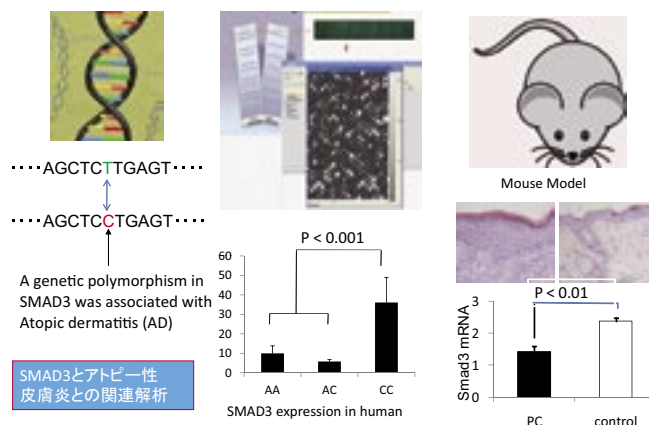 ････AGCTCTTGAGT････
････AGCTCCTGAGT････
A genetic polymorphism in
SMAD3 was associated with
Atopic dermatitis (AD)
SMAD3とアトピー性
皮膚炎との関連解析
P < 0.001
60
50
40
30
20
10
0
AA AC CC
SMAD3 expression in human
Mouse Model
P < 0.01
Smad3 mRNA
3
2
1
0
PC control